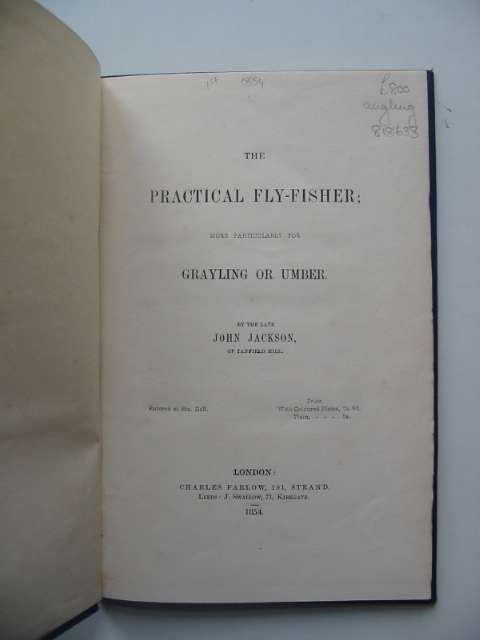 1st 1854
£800
angling
818633
THE
PRACTICAL FLY-FISHER;
MORE PARTICULARLY FOR
GRAYLING OR UMBER.
BY THE LATE
JOHN JACKSON,
OF TANFIELD MILL.
Entered at Sta. Hall.
Price,
With Coloured Plates,
Plain,
LONDON:
CHARLES FARLOW, 191, STRAND.
LEEDS: J. SWALLOW, 71, KIRKGATE.
1854.